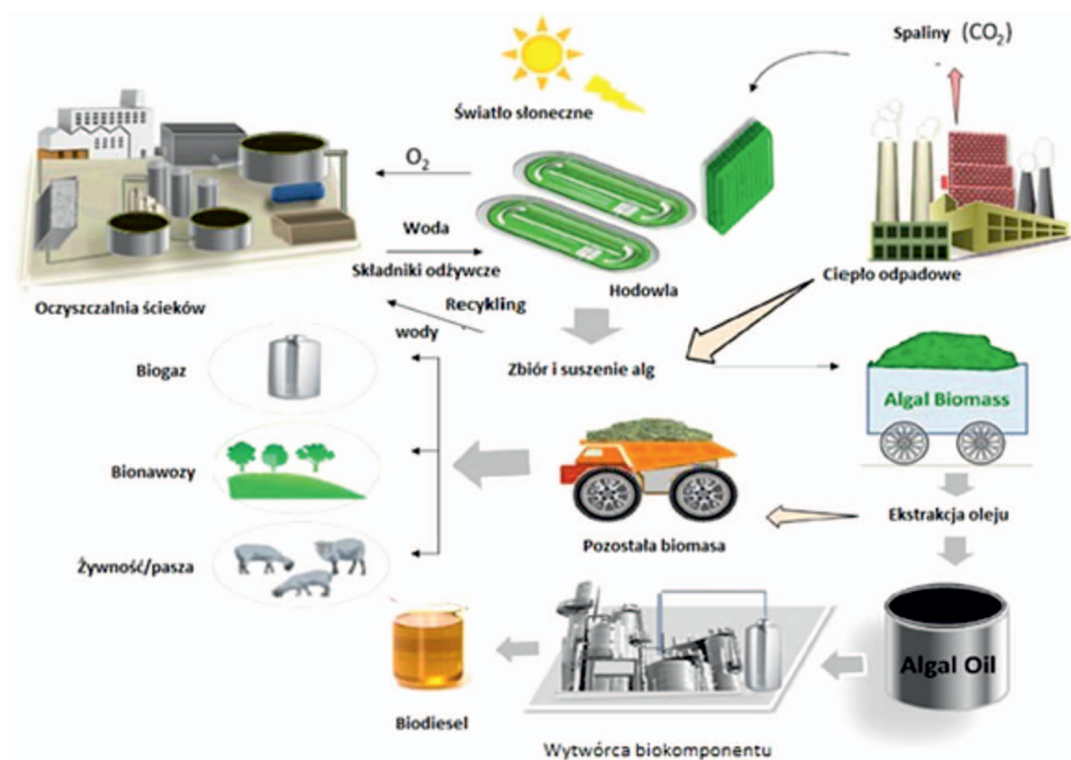 Spaliny (CO₂)
Światło słoneczne
O₂
Woda
Składniki odżywcze
Ciepło odpadowe
Hodowla
Oczyszczalnia ścieków
Recykling
wody
Zbiór i suszenie alg
Biogaz
Algal Biomass
Bionawozy
Ekstrakcja oleju
Pozostała biomasa
Żywność/pasza
Algal Oil
Biodiesel
Wytwórca biokomponentu